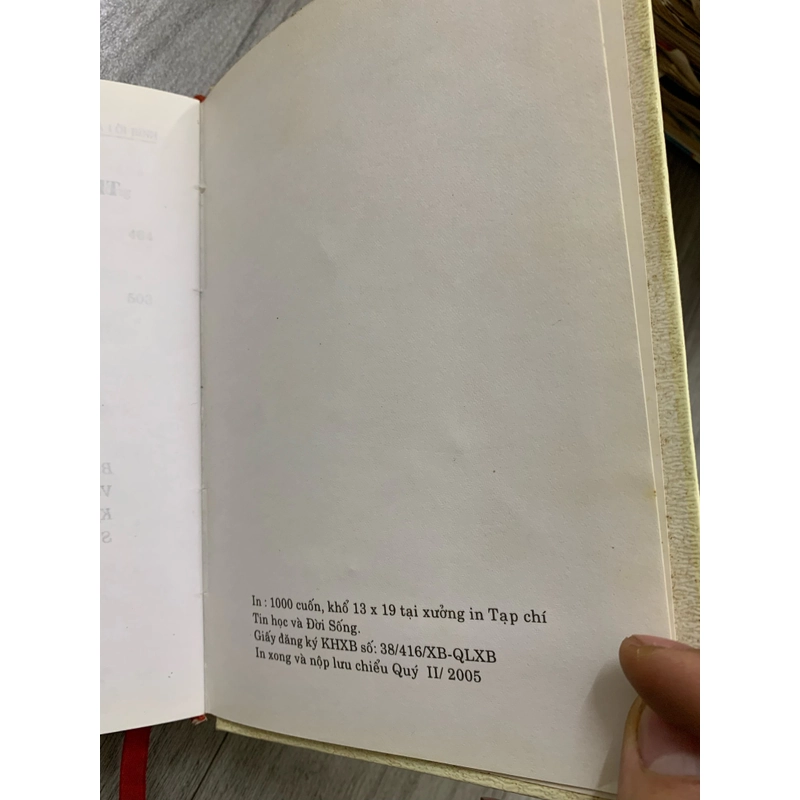 In : 1000 cuốn, khổ 13 x 19 tại xưởng in Tạp chí
Tin học và Đời Sống.
Giấy đăng ký KHXB số: 38/416/XB-QLXB
In xong và nộp lưu chiểu Quý II/ 2005